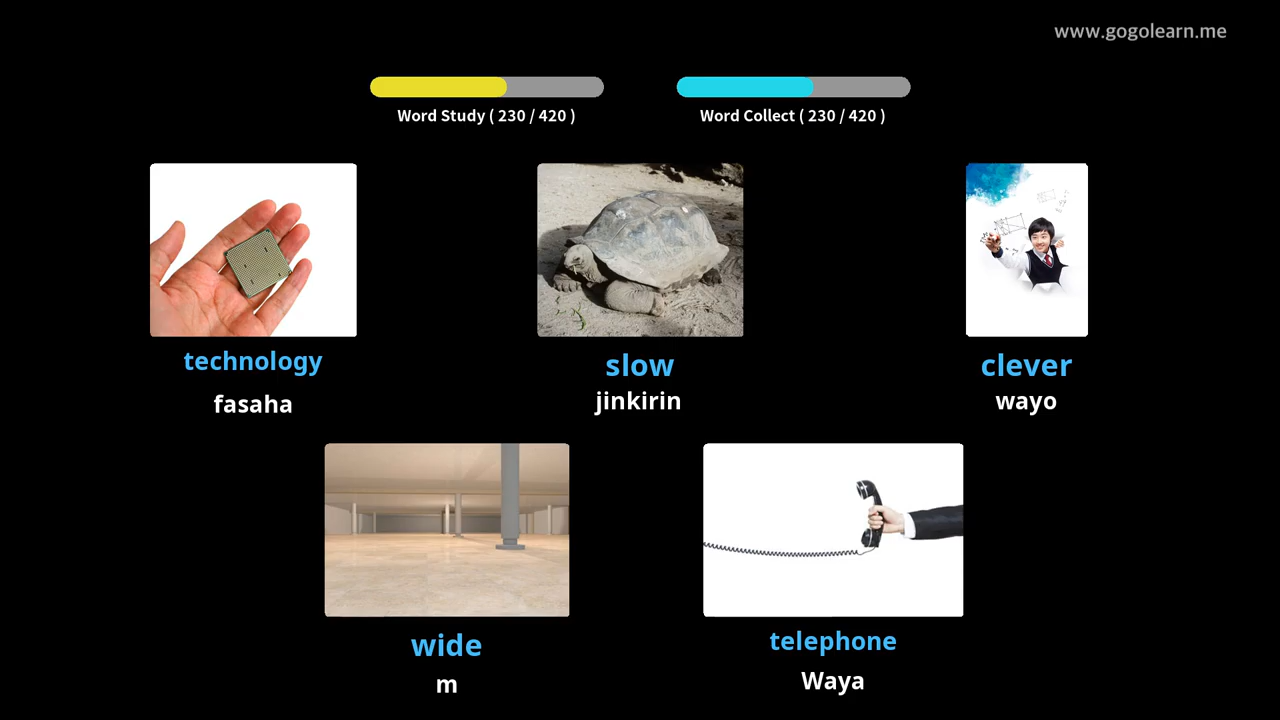 www.gogolearn.me
Word Study ( 230 / 420 )
Word Collect ( 230 / 420 )
technology
fasaha
slow
jinkirin
clever
wayo
wide
m
telephone
Waya